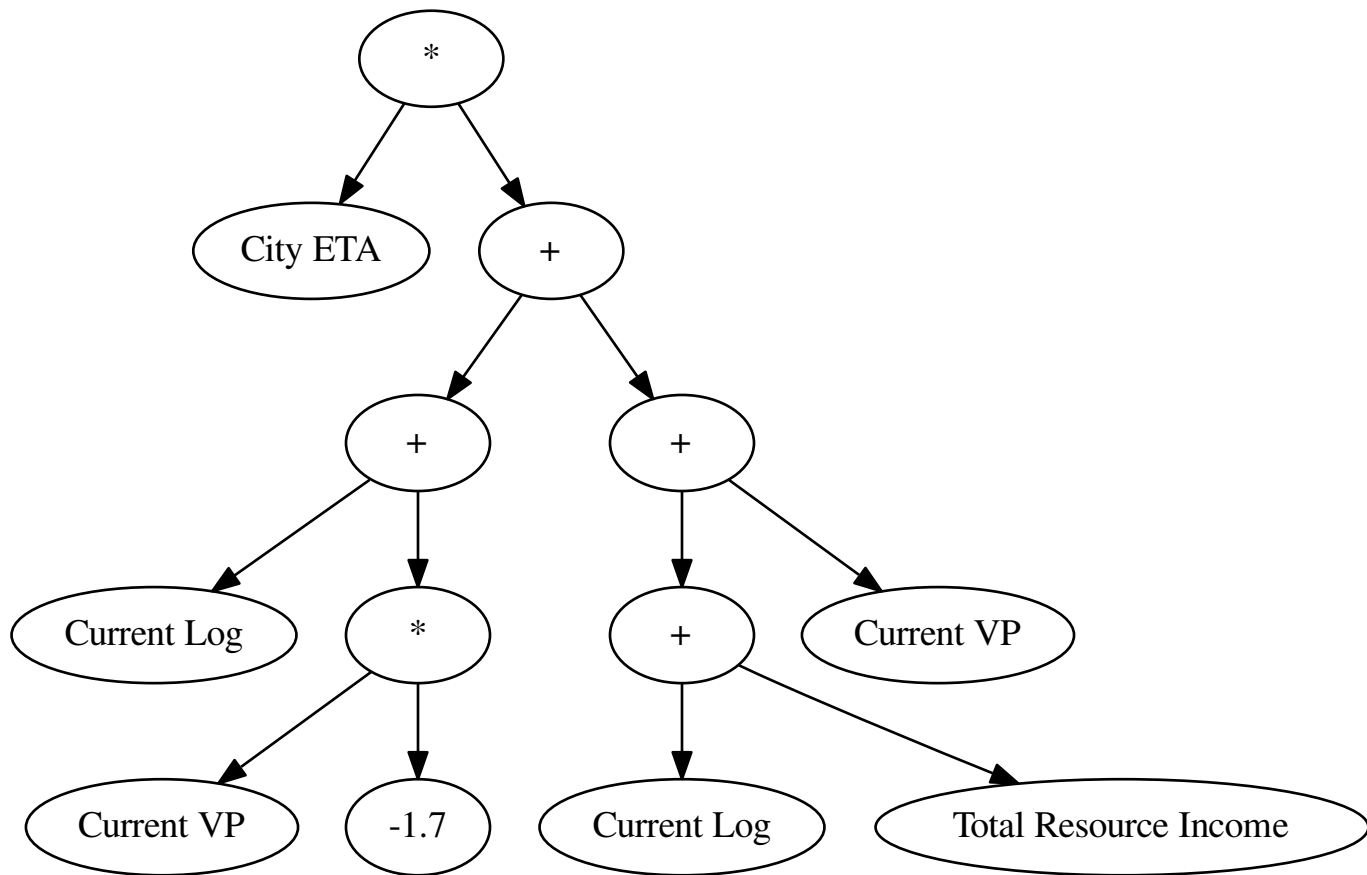 *
City ETA
+
+
+
Current Log
*
+
Current VP
Current VP
-1.7
Current Log
Total Resource Income